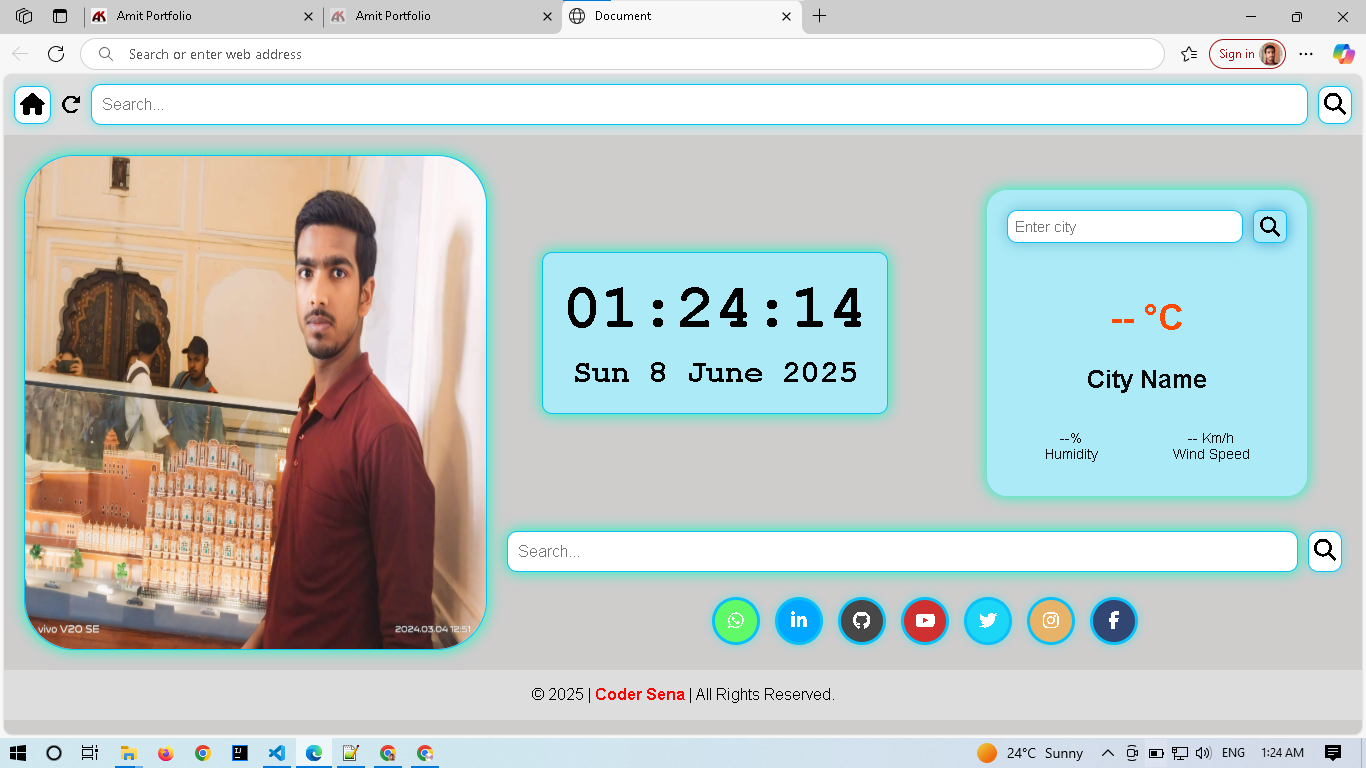 Amit Portfolio
Amit Portfolio
Document
Search or enter web address
Sign in
Search...
vivo V20 SE
2024.03.04 12:51
01:24:14
Sun 8 June 2025
Enter city
-- °C
City Name
--%
Humidity
-- Km/h
Wind Speed
Search...
© 2025 | Coder Sena | All Rights Reserved.
24°C Sunny
ENG
1:24 AM